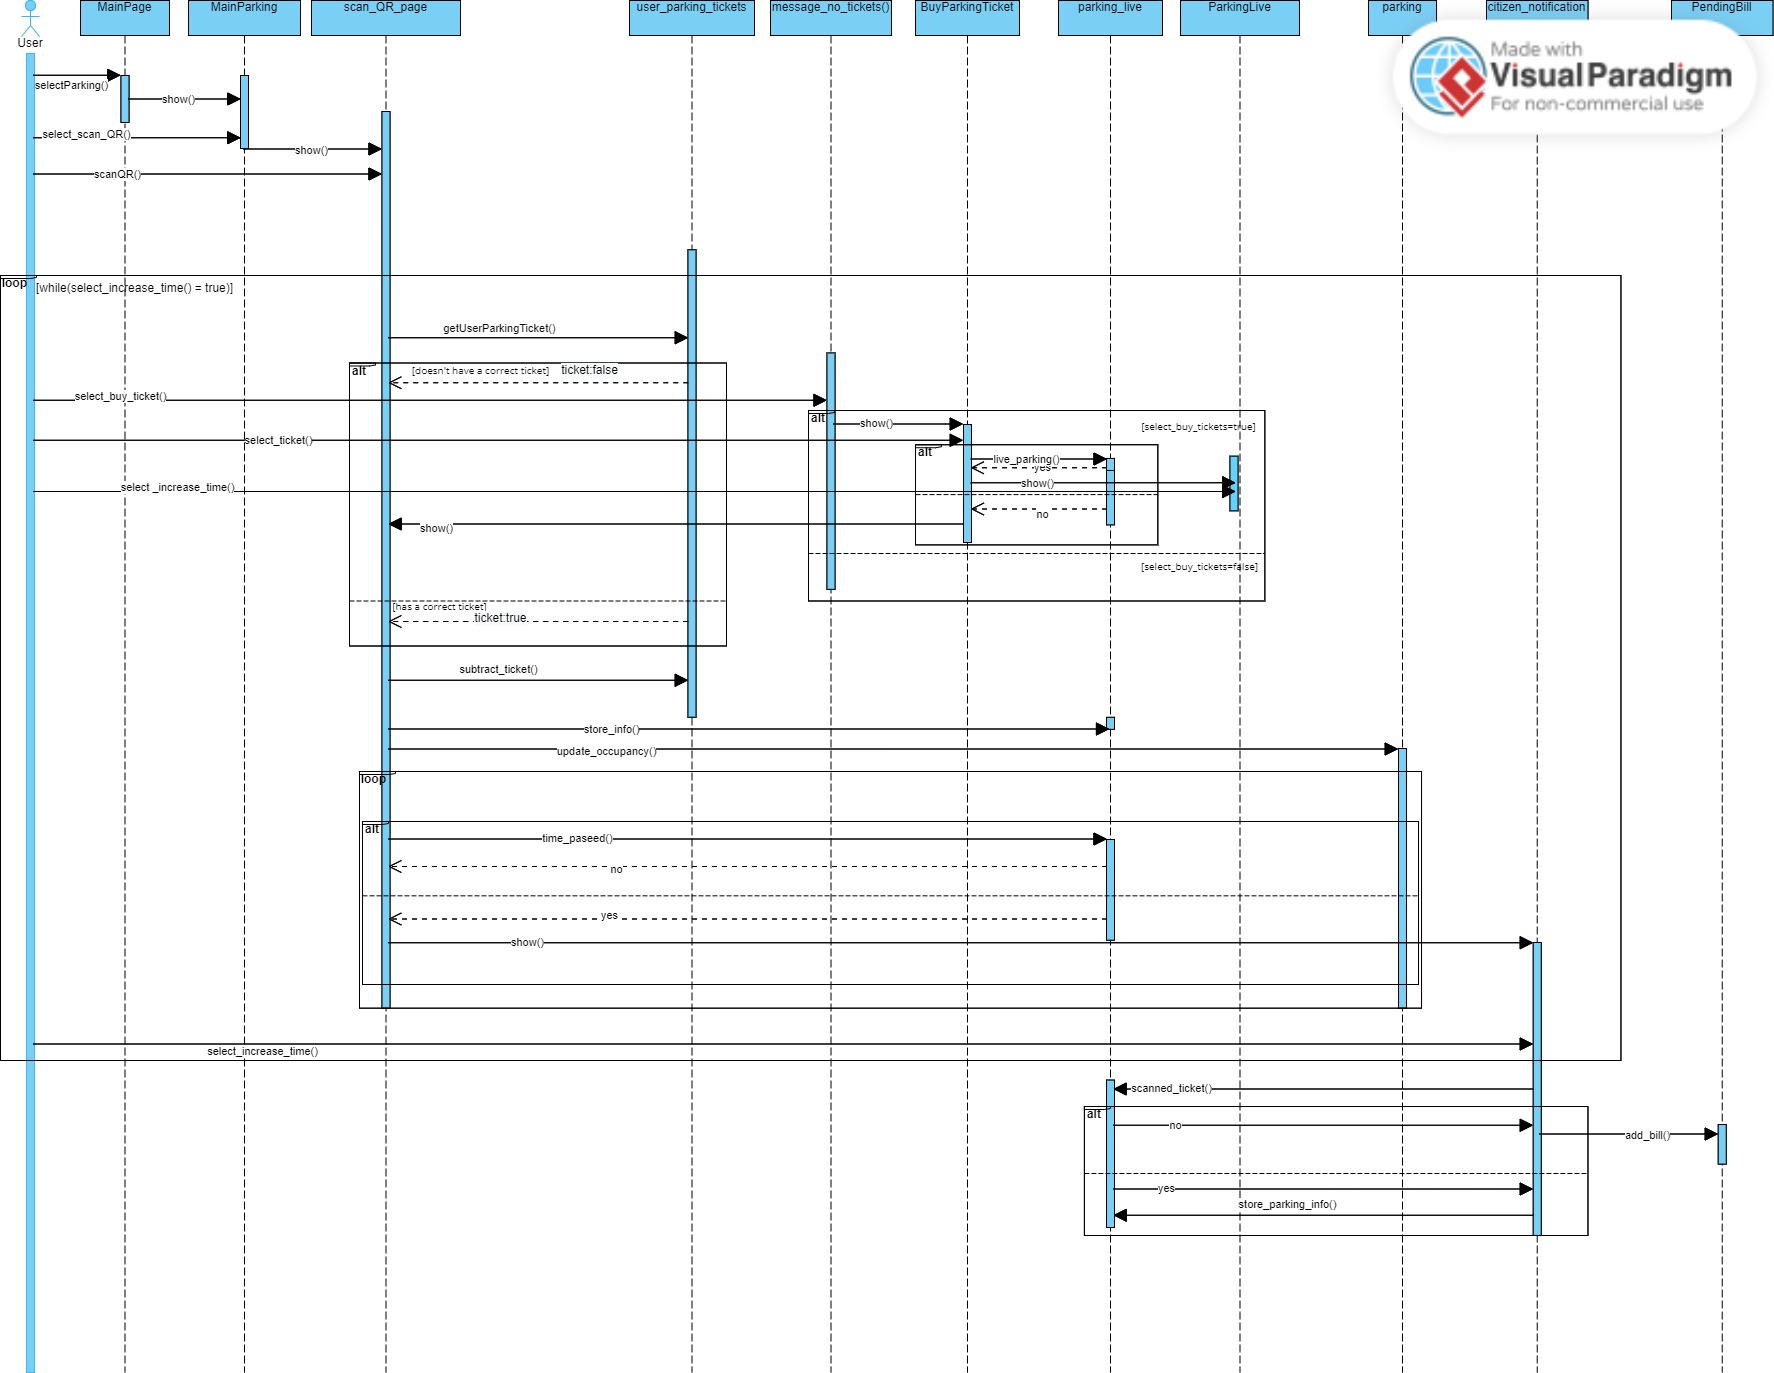 MainPage
MainParking
scan_QR_page
user_parking_tickets
message_no_tickets()
BuyParkingTicket
parking_live
ParkingLive
parking
citizen_notification
PendingBill
User
Made with
Visual Paradigm
For non-commercial use
selectParking()
show()
select_scan_QR()
show()
scanQR()
loop
[while(select_increase_time() = true)]
getUserParkingTicket()
alt
[doesn't have a correct ticket]
ticket:false
select_buy_ticket()
alt
show()
[select_buy_tickets=true]
select_ticket()
alt
live_parking()
yes
show()
select _increase_time()
no
show()
[select_buy_tickets=false]
[has a correct ticket]
ticket:true
subtract_ticket()
store_info()
update_occupancy()
loop
alt
time_paseed()
no
yes
show()
select_increase_time()
scanned_ticket()
alt
no
add_bill()
yes
store_parking_info()